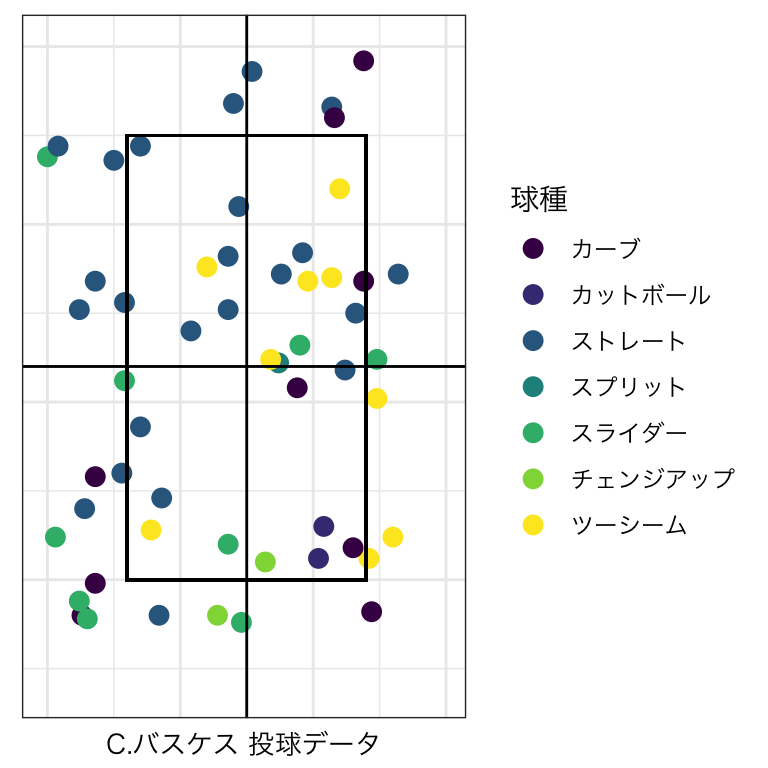 球種
カーブ
カットボール
ストレート
スプリット
スライダー
チェンジアップ
ツーシーム
C.バスケス 投球データ